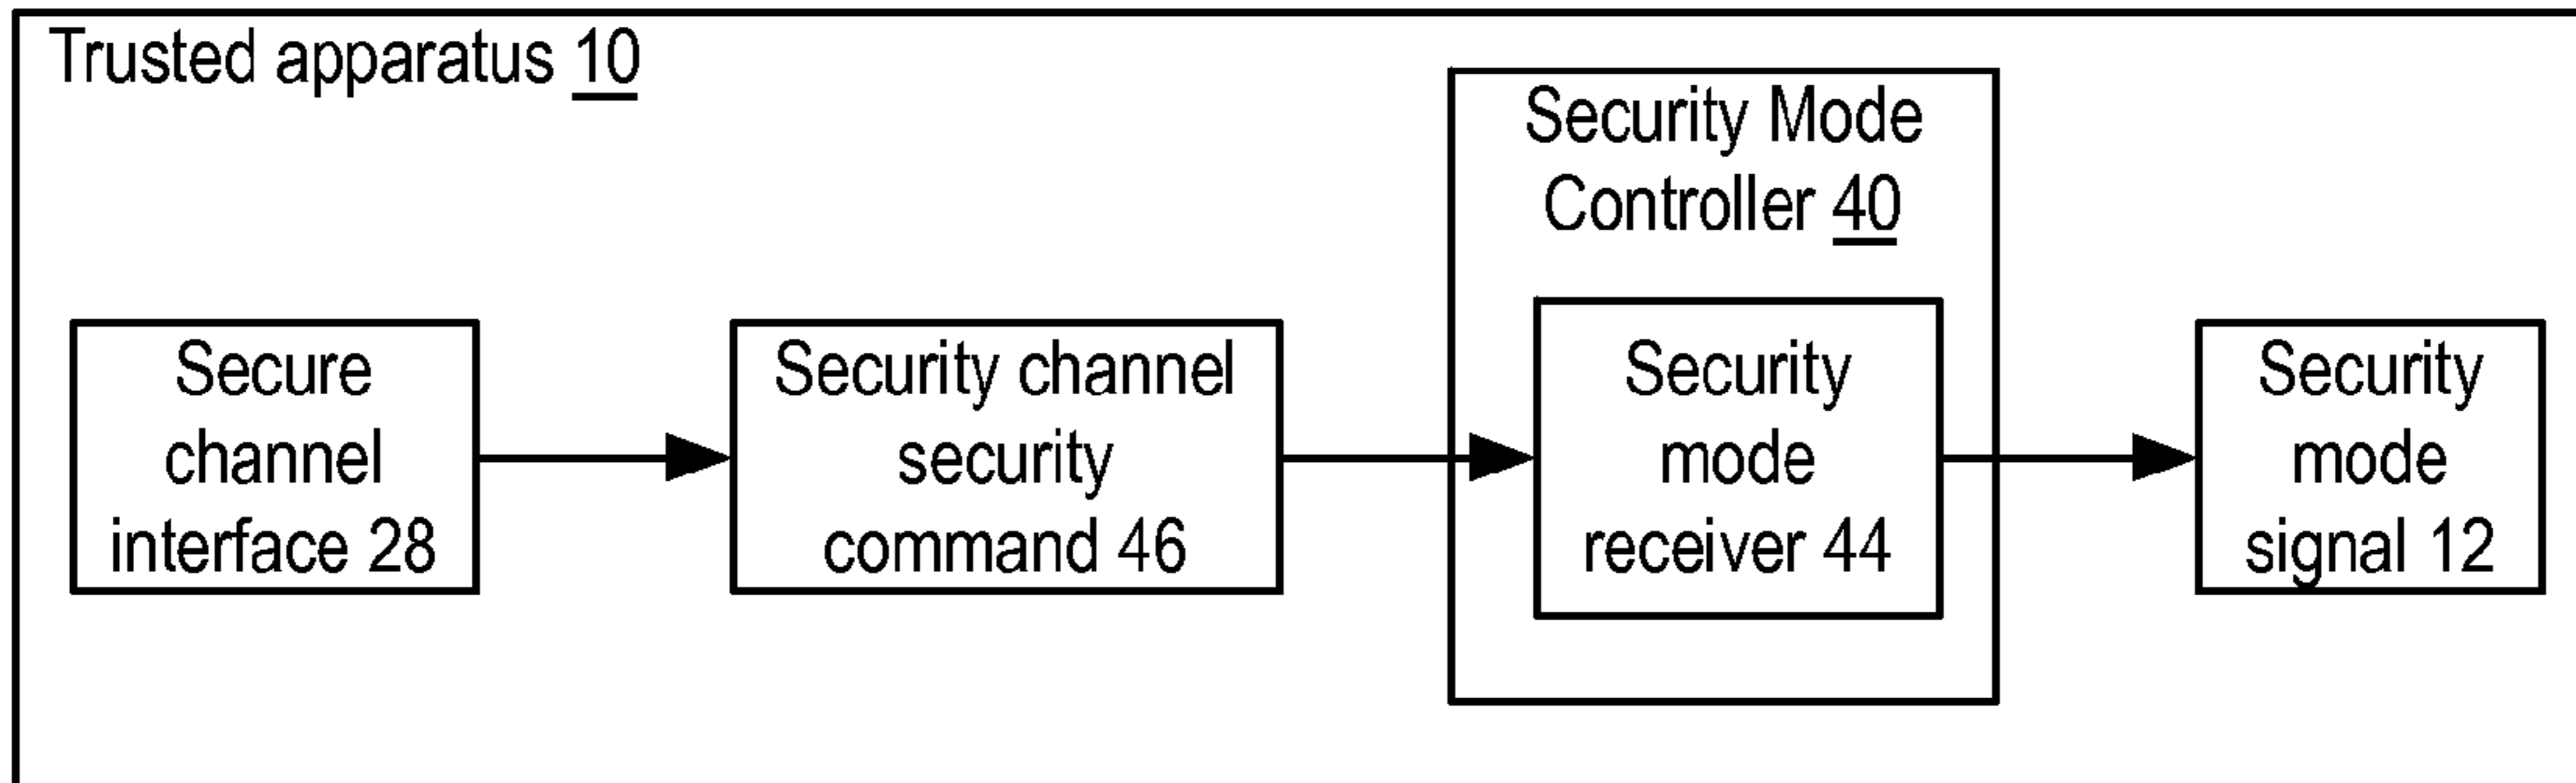 Trusted apparatus 10
Secure
channel
interface 28
Security channel
security
command 46
Security Mode
Controller 40
Security
mode
receiver 44
Security
mode
signal 12